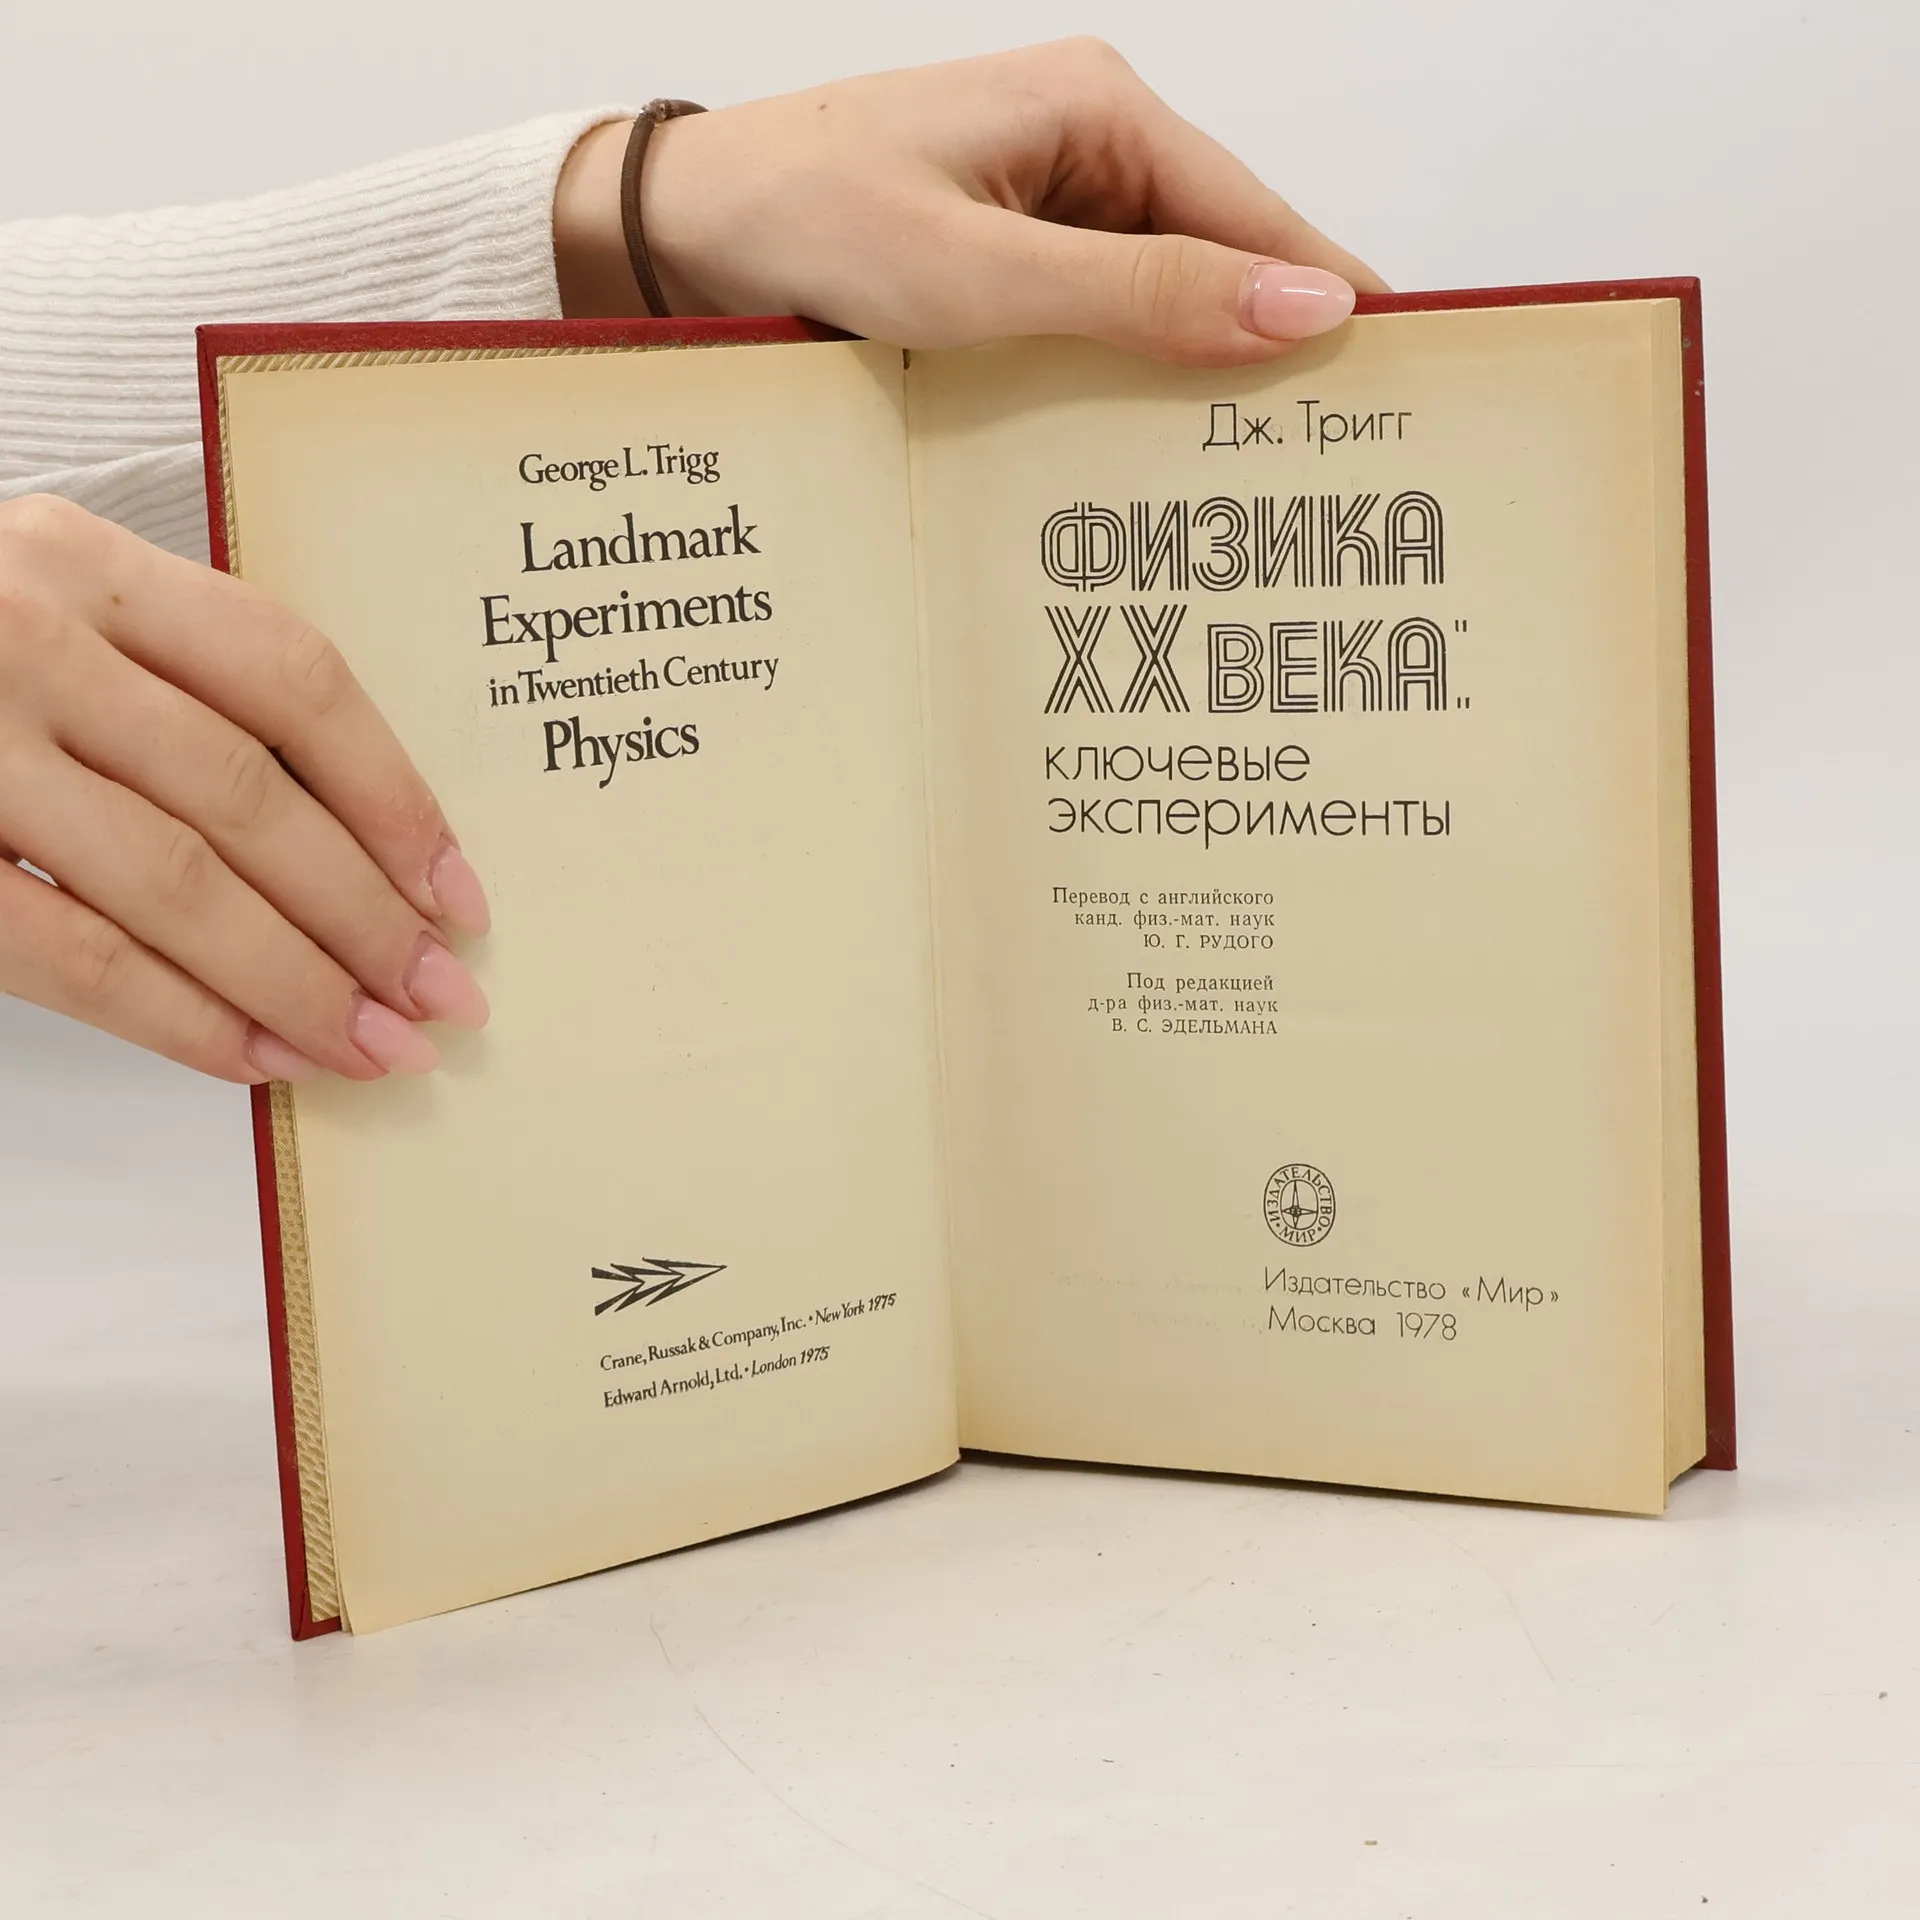 George L. Trigg
Landmark
Experiments
in Twentieth Century
Physics
Crane, Russak & Company, Inc. • New York 1975
Edward Arnold, Ltd. • London 1975
Дж. Тригг
ФИЗИКА
XX ВЕКА:
КЛЮЧЕВЫЕ
ЭКСПЕРИМЕНТЫ
Перевод с английского
канд. физ.-мат. наук
Ю. Г. РУДОГО
Под редакцией
д-ра физ.-мат. наук
В. С. ЭДЕЛЬМАНА
ИЗДАТЕЛЬСТВО • МИР •
Издательство «Мир»
Москва 1978